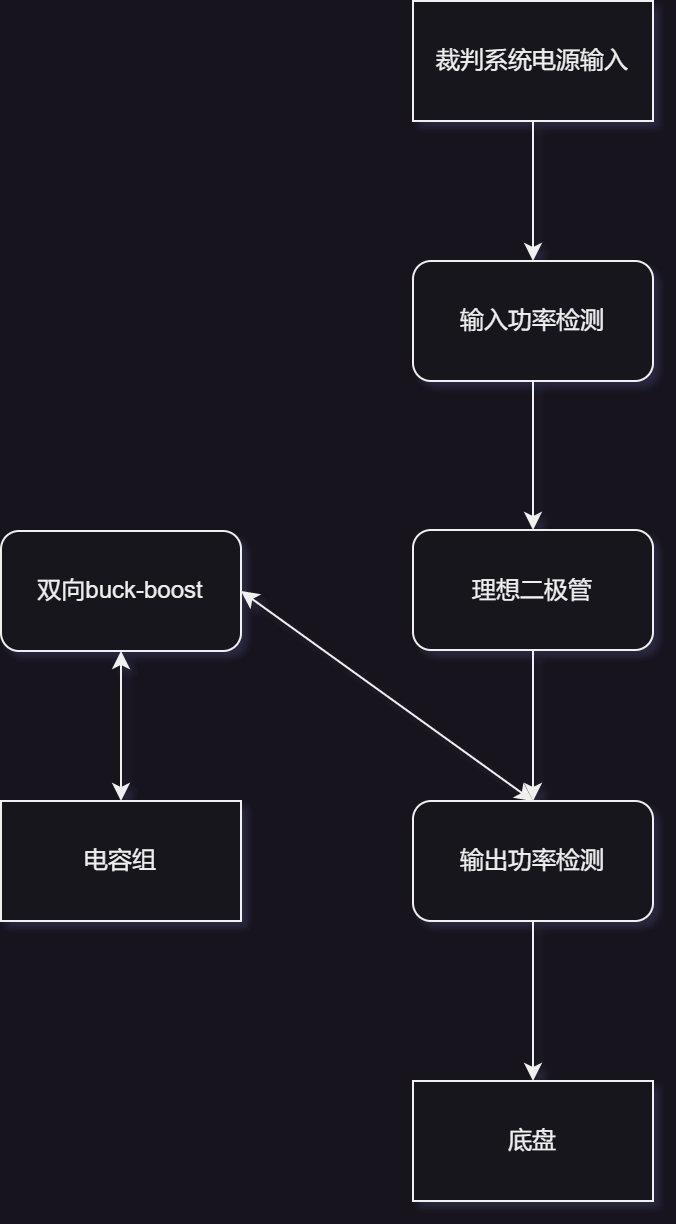 裁判系统电源输入
输入功率检测
双向buck-boost
理想二极管
电容组
输出功率检测
底盘